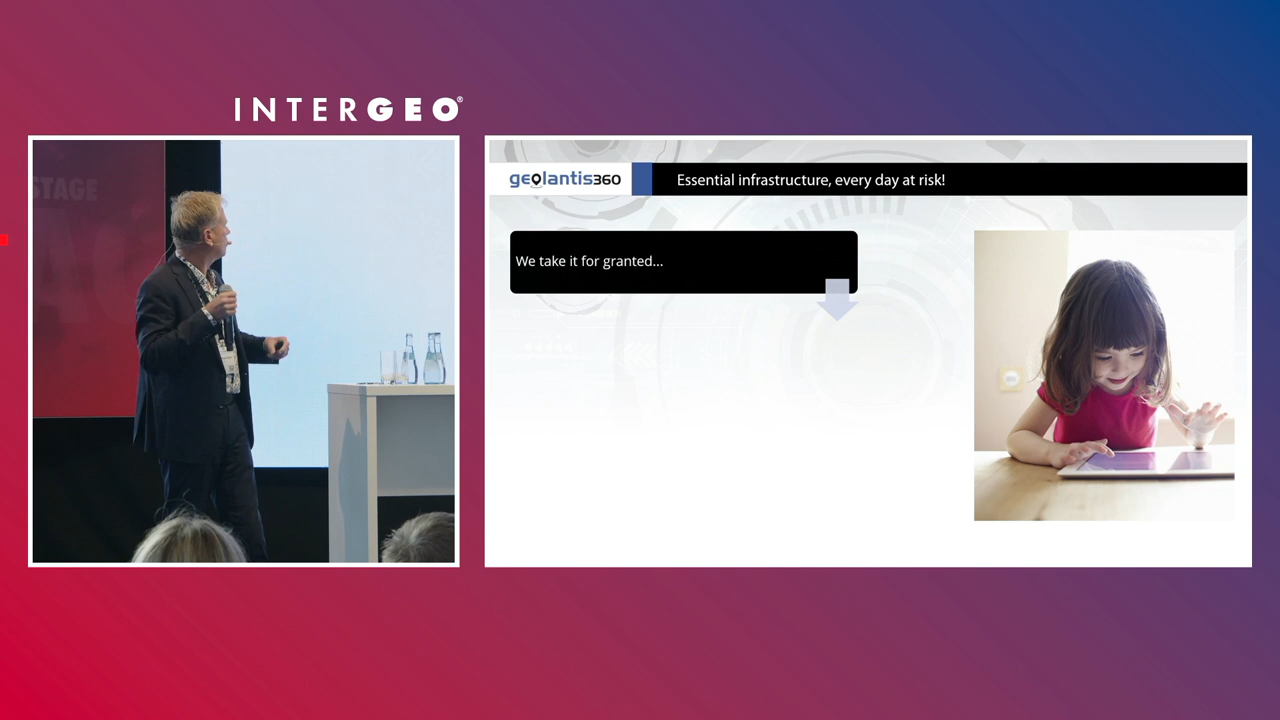 INTERGEO®
STAGE
geolantis360
Essential infrastructure, every day at risk!
We take it for granted...